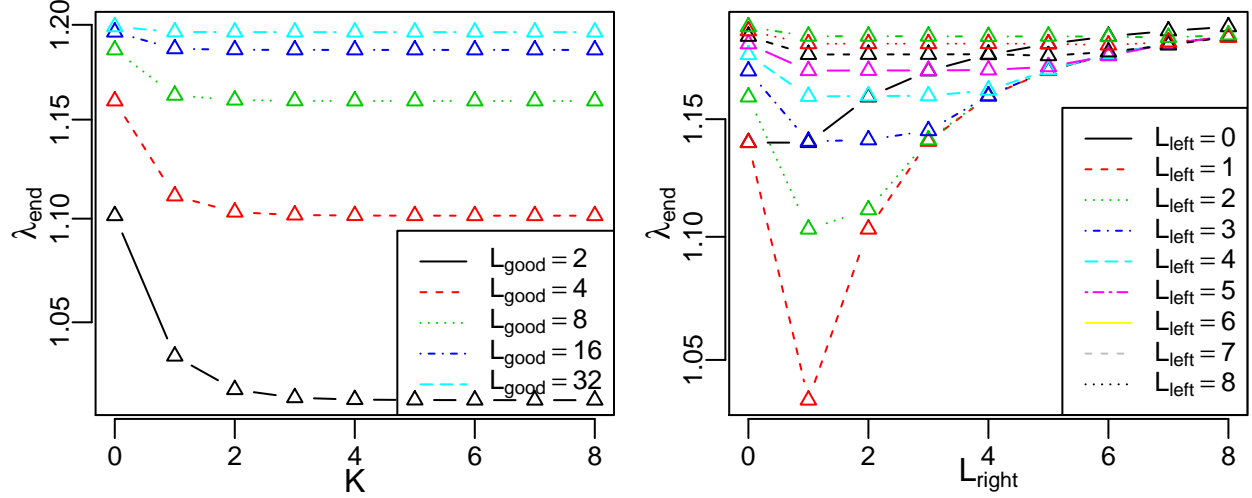 1.20
1.15
1.10
1.05
λend
0 2 4 6 8
K
Lgood = 2
Lgood = 4
Lgood = 8
Lgood = 16
Lgood = 32
1.15
1.10
1.05
λend
0 2 4 6 8
Lright
Lleft = 0
Lleft = 1
Lleft = 2
Lleft = 3
Lleft = 4
Lleft = 5
Lleft = 6
Lleft = 7
Lleft = 8